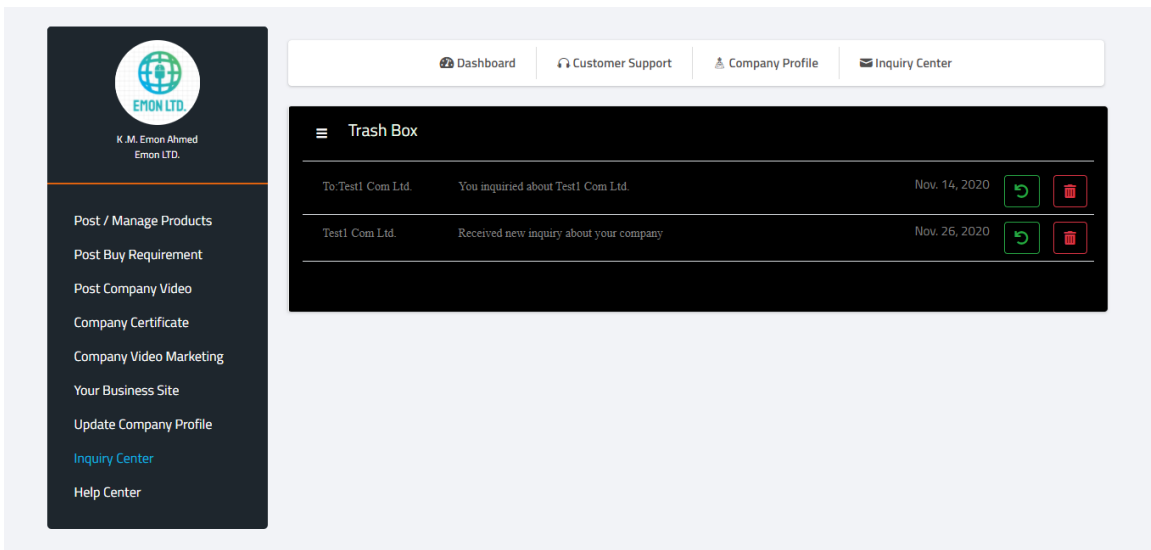 EMON LTD.
K .M. Emon Ahmed
Emon LTD.
Post / Manage Products
Post Buy Requirement
Post Company Video
Company Certificate
Company Video Marketing
Your Business Site
Update Company Profile
Inquiry Center
Help Center
Dashboard Customer Support Company Profile Inquiry Center
Trash Box
To:Test1 Com Ltd. You inquiried about Test1 Com Ltd. Nov. 14, 2020
Test1 Com Ltd. Received new inquiry about your company Nov. 26, 2020